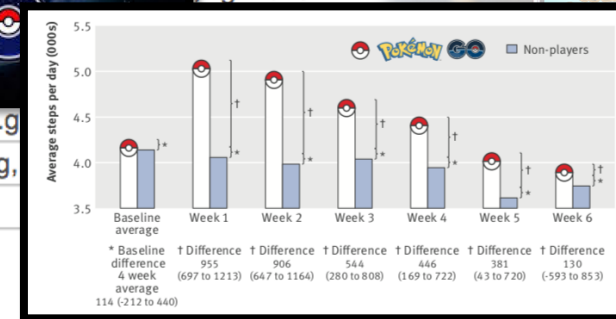 .g
g,
Average steps per day (000s)
5.5
5.0
4.5
4.0
3.5
POKÉMON GO
Non-players
*
†
*
†
*
†
*
†
*
†
*
†
*
Baseline average
Week 1
Week 2
Week 3
Week 4
Week 5
Week 6
* Baseline
difference
4 week
average
114 (-212 to 440)
† Difference
955
(697 to 1213)
† Difference
906
(647 to 1164)
† Difference
544
(280 to 808)
† Difference
446
(169 to 722)
† Difference
381
(43 to 720)
† Difference
130
(-593 to 853)